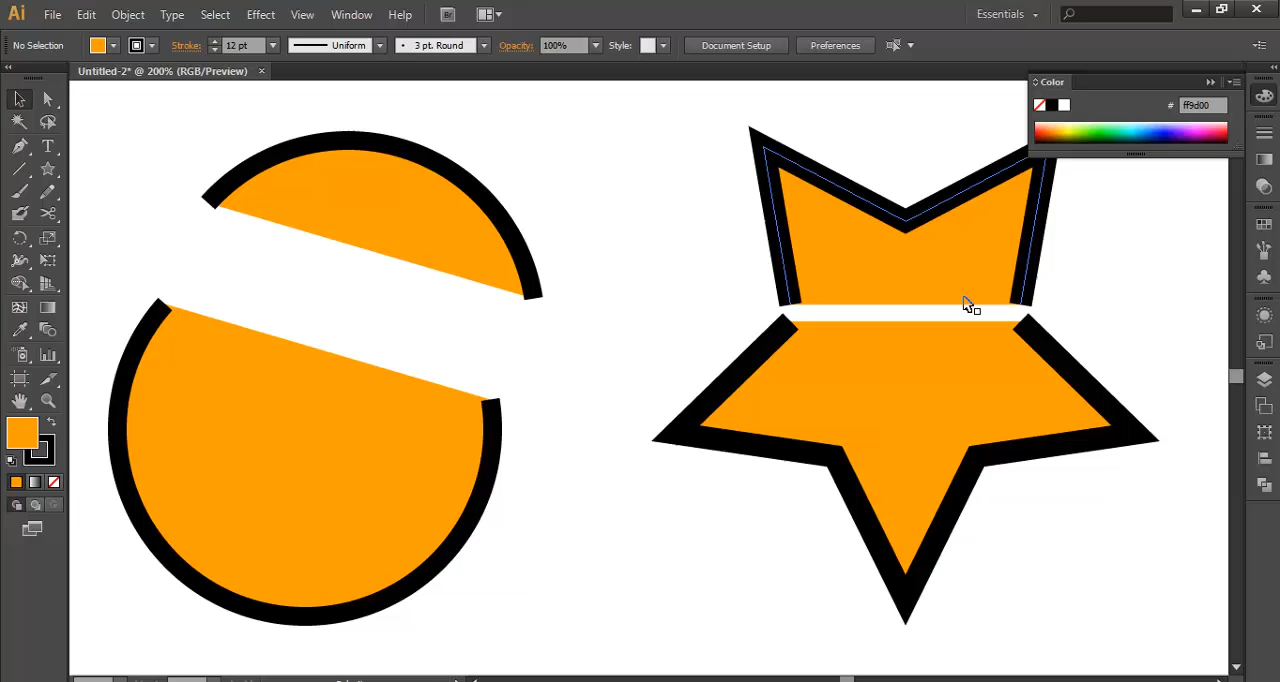 Ai File Edit Object Type Select Effect View Window Help Br Essentials
No Selection Stroke: 12 pt Uniform 3 pt. Round Opacity: 100% Style: Document Setup Preferences
Untitled-2* @ 200% (RGB/Preview) ×
Color
# ff9d00